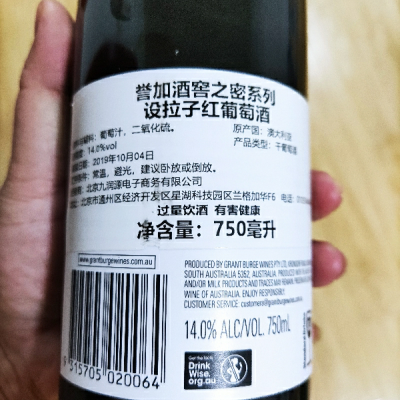 誉加酒窖之密系列
设拉子红葡萄酒
葡萄汁，二氧化硫。 原产国：澳大利亚
14.0%vol 产品类型：干葡萄酒
2019年10月04日
常温，避光，建议卧放或倒放。
北京九润源电子商务有限公司
北京市通州区经济开发区星湖科技园区兰格加华F6 电话
过量饮酒 有害健康
净含量：750毫升
www.grantburgewines.com.au
PRODUCED BY GRANT BURGE WINES PTY LTD,
SOUTH AUSTRALIA 5352, AUSTRALIA.
AND/OR MILK PRODUCTS AND TRACES MAY REMAIN.
WINE OF AUSTRALIA. ENJOY RESPONSIBLY.
CUSTOMER SERVICE:
14.0% ALC/VOL. 750mL
9 315705 020064
Get the facts
Drink
Wise.
org.au